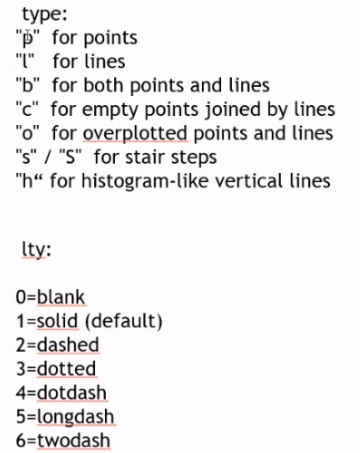 type:
"p" for points
"l" for lines
"b" for both points and lines
"c" for empty points joined by lines
"o" for overplotted points and lines
"s" / "S" for stair steps
"h“ for histogram-like vertical lines
lty:
0=blank
1=solid (default)
2=dashed
3=dotted
4=dotdash
5=longdash
6=twodash